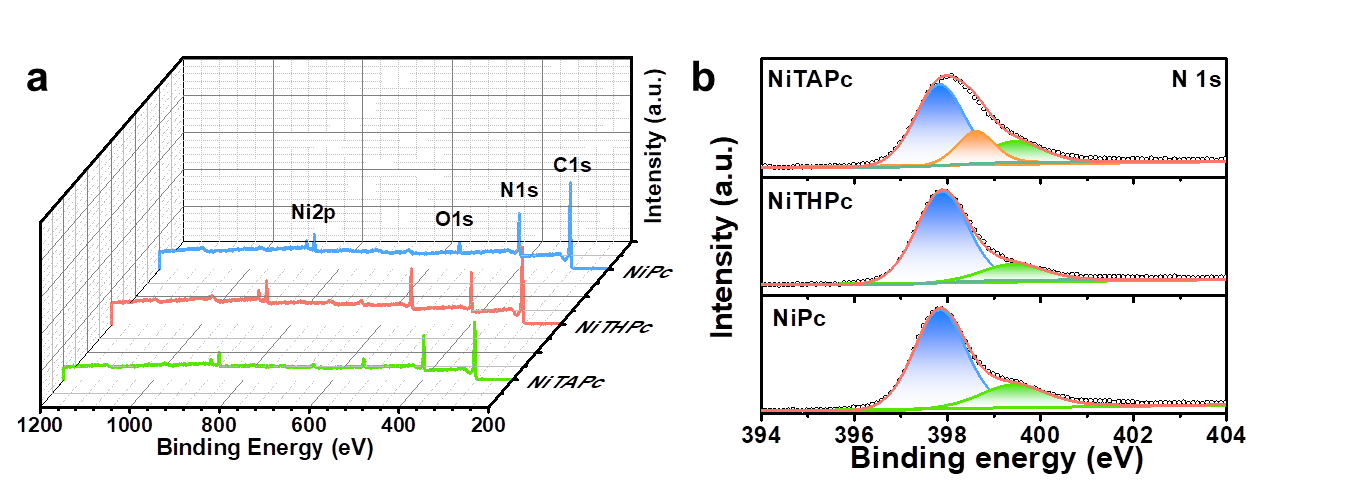 a
Intensity (a.u.)
C1s
N1s
Ni2p
O1s
NiPc
NiTHPc
NiTAPc
1200 1000 800 600 400 200
Binding Energy (eV)
b
NiTAPc N 1s
NiTHPc
NiPc
Intensity (a.u.)
394 396 398 400 402 404
Binding energy (eV)